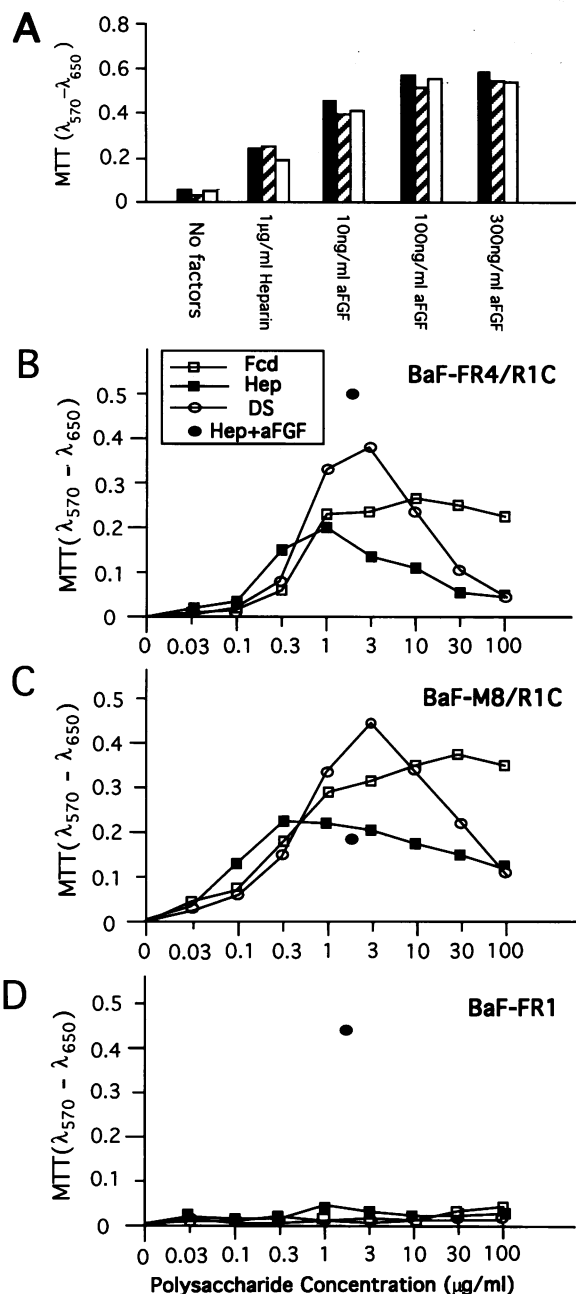 A
0.8
0.6
0.4
0.2
0
MTT (λ570−λ650)
No factors
1μg/ml Heparin
10ng/ml aFGF
100ng/ml aFGF
300ng/ml aFGF
B
BaF-FR4/R1C
Fcd
Hep
DS
Hep+aFGF
0.5
0.4
0.3
0.2
0.1
0
MTT(λ570 − λ650)
0 0.03 0.1 0.3 1 3 10 30 100
C
BaF-M8/R1C
0.5
0.4
0.3
0.2
0.1
0
MTT(λ570 − λ650)
0 0.03 0.1 0.3 1 3 10 30 100
D
BaF-FR1
0.5
0.4
0.3
0.2
0.1
0
MTT(λ570 − λ650)
0 0.03 0.1 0.3 1 3 10 30 100
Polysaccharide Concentration (μg/ml)